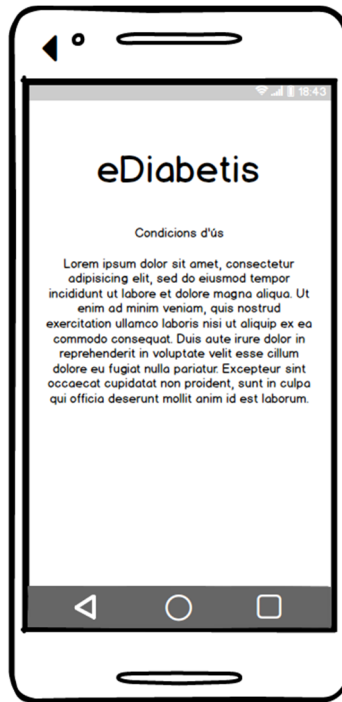 18:43
eDiabetis
Condicions d'ús
Lorem ipsum dolor sit amet, consectetur
adipisicing elit, sed do eiusmod tempor
incididunt ut labore et dolore magna aliqua. Ut
enim ad minim veniam, quis nostrud
exercitation ullamco laboris nisi ut aliquip ex ea
commodo consequat. Duis aute irure dolor in
reprehenderit in voluptate velit esse cillum
dolore eu fugiat nulla pariatur. Excepteur sint
occaecat cupidatat non proident, sunt in culpa
qui officia deserunt mollit anim id est laborum.